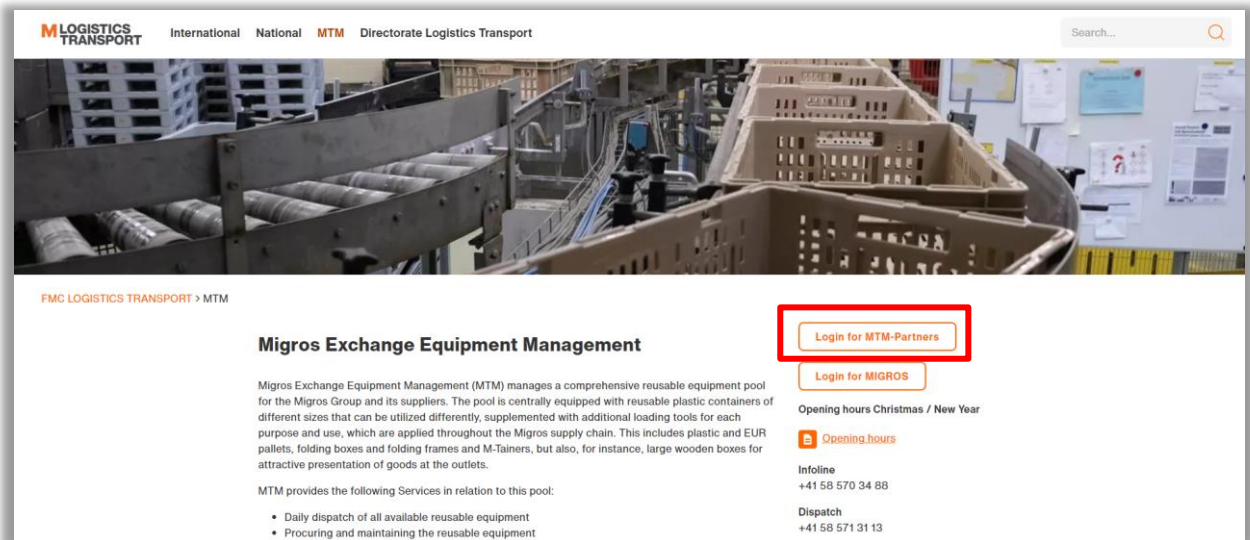 M LOGISTICS
TRANSPORT
International National MTM Directorate Logistics Transport
Search...
FMC LOGISTICS TRANSPORT > MTM
Migros Exchange Equipment Management
Migros Exchange Equipment Management (MTM) manages a comprehensive reusable equipment pool
for the Migros Group and its suppliers. The pool is centrally equipped with reusable plastic containers of
different sizes that can be utilized differently, supplemented with additional loading tools for each
purpose and use, which are applied throughout the Migros supply chain. This includes plastic and EUR
pallets, folding boxes and folding frames and M-Tainers, but also, for instance, large wooden boxes for
attractive presentation of goods at the outlets.
MTM provides the following Services in relation to this pool:
• Daily dispatch of all available reusable equipment
• Procuring and maintaining the reusable equipment
Login for MTM-Partners
Login for MIGROS
Opening hours Christmas / New Year
Opening hours
Infoline
+41 58 570 34 88
Dispatch
+41 58 571 31 13